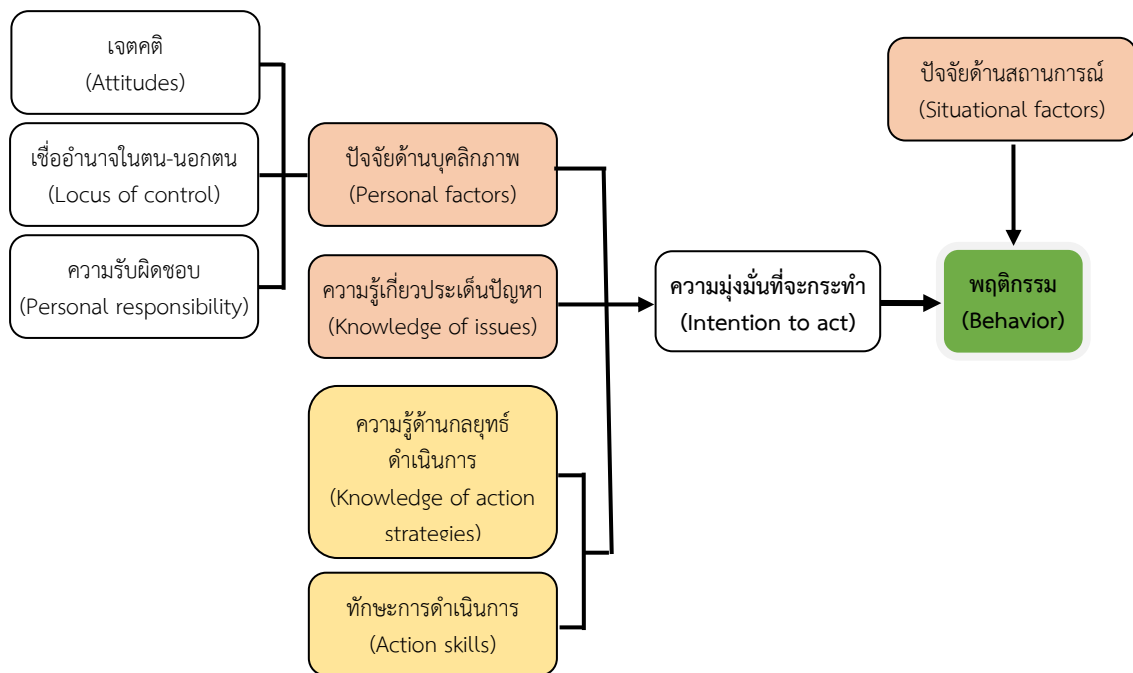 เจตคติ
(Attitudes)
เชื่ออำนาจในตน-นอกตน
(Locus of control)
ความรับผิดชอบ
(Personal responsibility)
ปัจจัยด้านบุคลิกภาพ
(Personal factors)
ความรู้เกี่ยวประเด็นปัญหา
(Knowledge of issues)
ความรู้ด้านกลยุทธ์
ดำเนินการ
(Knowledge of action
strategies)
ทักษะการดำเนินการ
(Action skills)
ความมุ่งมั่นที่จะกระทำ
(Intention to act)
ปัจจัยด้านสถานการณ์
(Situational factors)
พฤติกรรม
(Behavior)